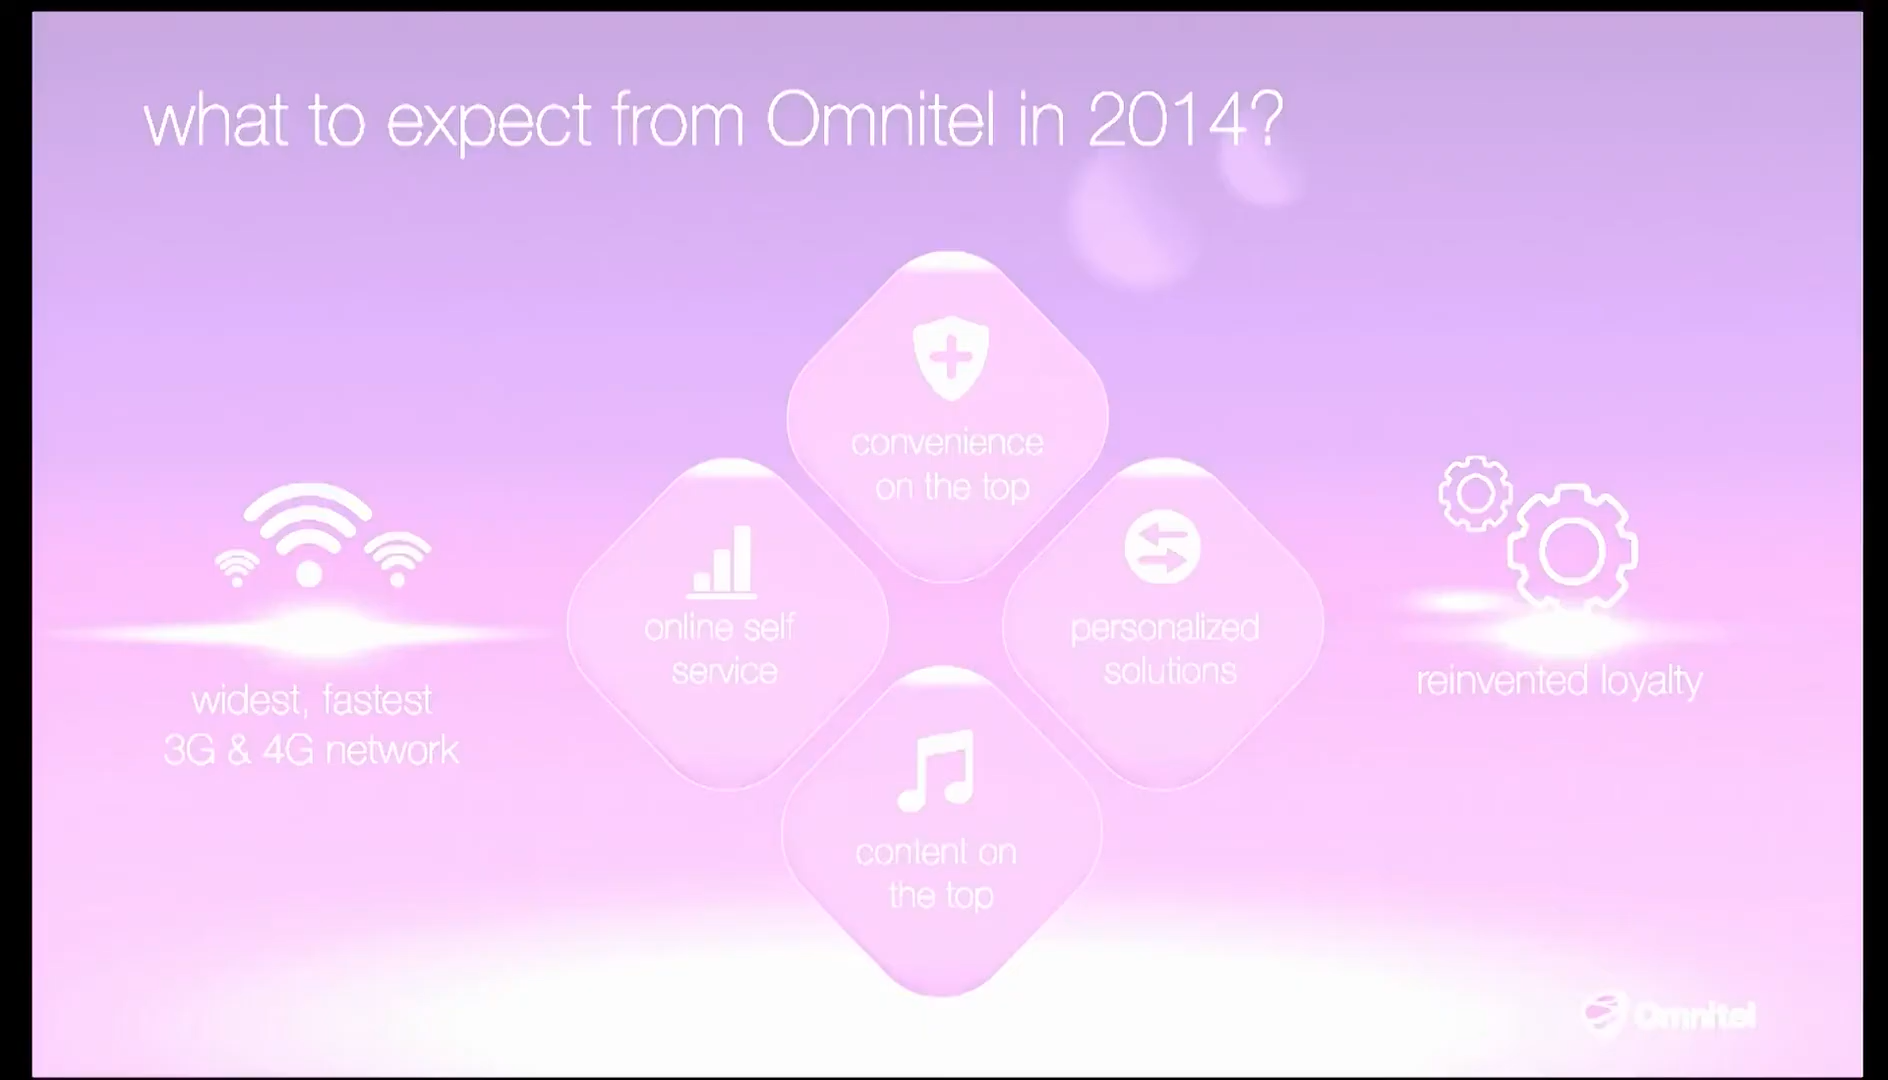 what to expect from Omnitel in 2014?
convenience
on the top
online self
service
personalized
solutions
widest, fastest
3G & 4G network
reinvented loyalty
content on
the top
Omnitel